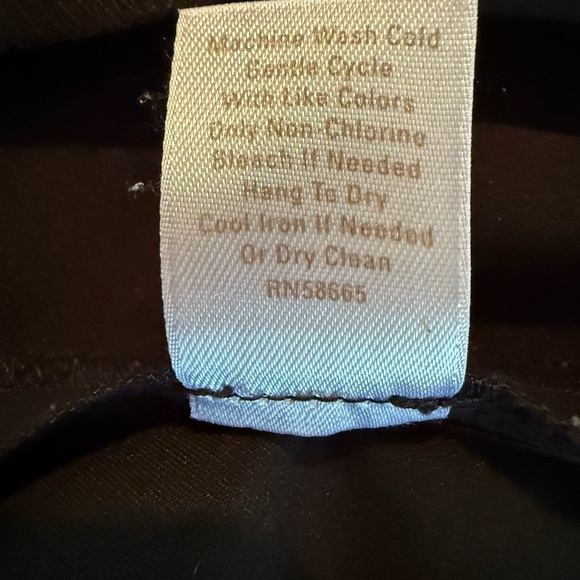 Machine Wash Cold
Gentle Cycle
With Like Colors
Only Non-Chlorine
Bleach If Needed
Hang To Dry
Cool Iron If Needed
Or Dry Clean
RN58665